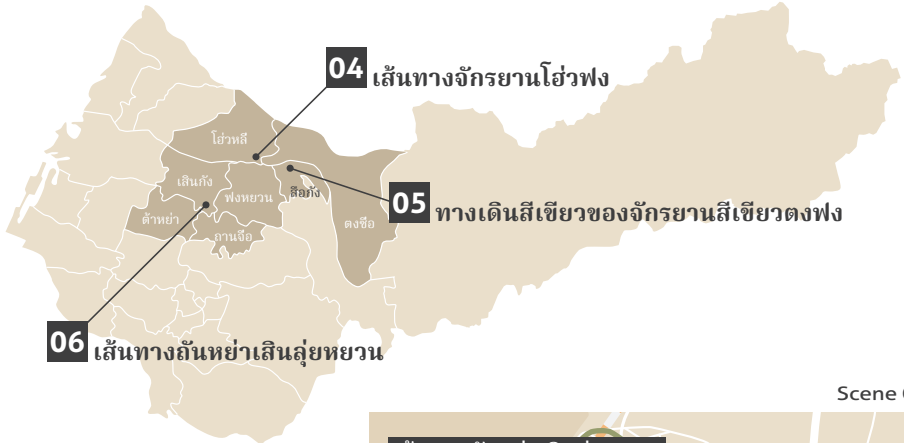 04 เส้นทางจักรยานโฮ่วฟง
โฮ่วหลี
เสินกัง
ฟงหยวน
สือกัง
05 ทางเดินสีเขียวของจักรยานสีเขียวตงฟง
ต้าหย่า
ตงซือ
ถานจือ
06 เส้นทางถันหย่าเสินลุ่ยหยวน
Scene